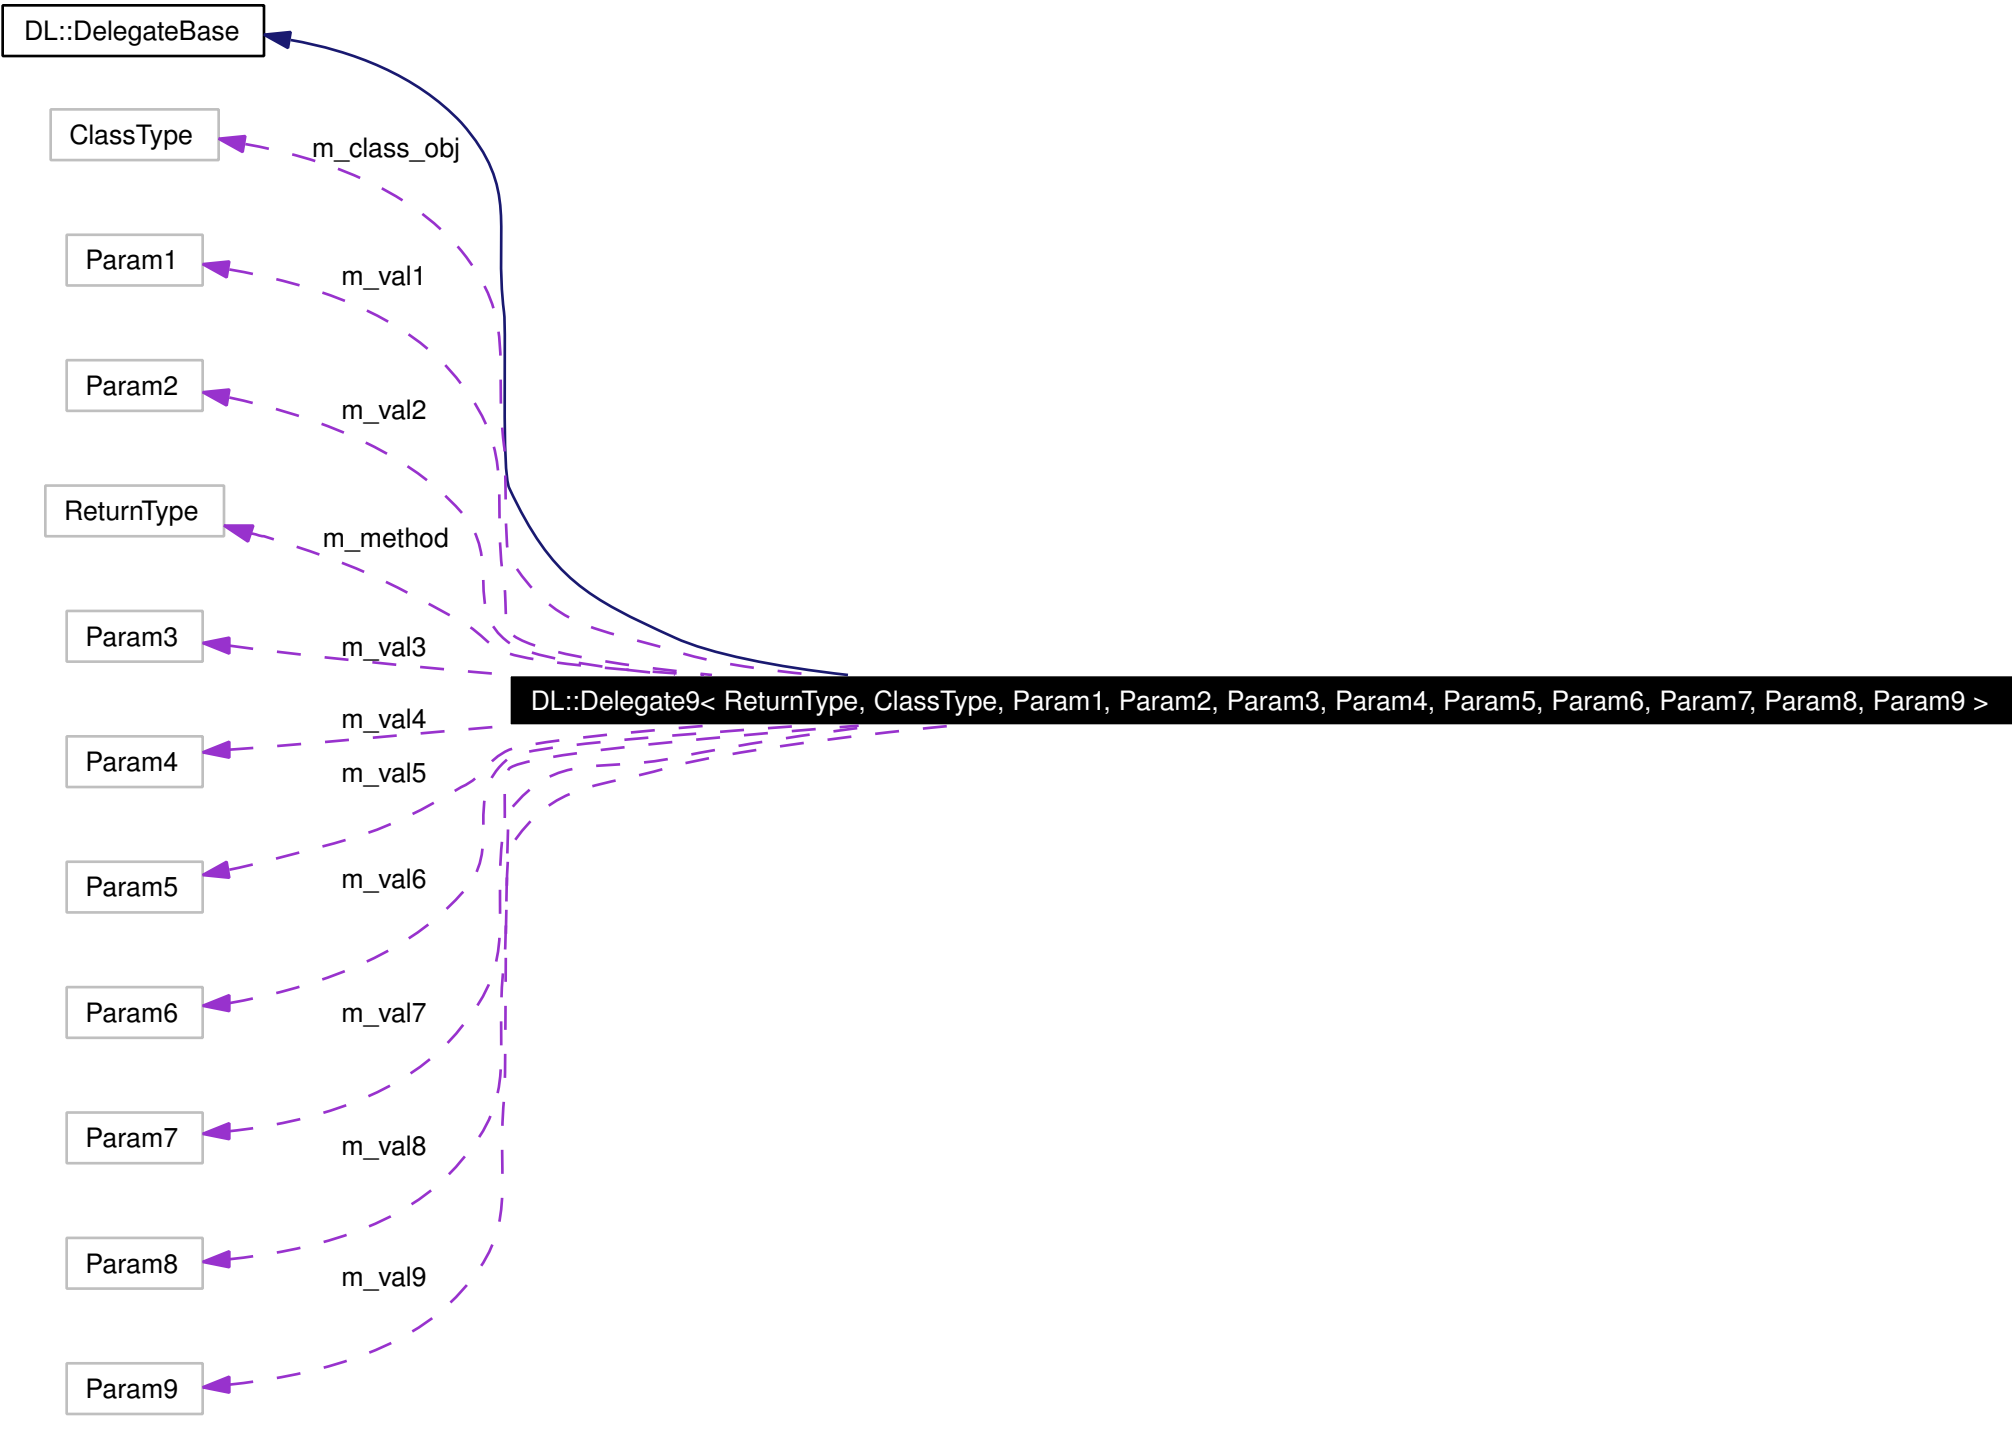 DL::DelegateBase
ClassType
m_class_obj
Param1
m_val1
Param2
m_val2
ReturnType
m_method
Param3
m_val3
DL::Delegate9< ReturnType, ClassType, Param1, Param2, Param3, Param4, Param5, Param6, Param7, Param8, Param9 >
m_val4
Param4
m_val5
Param5
m_val6
Param6
m_val7
Param7
m_val8
Param8
m_val9
Param9